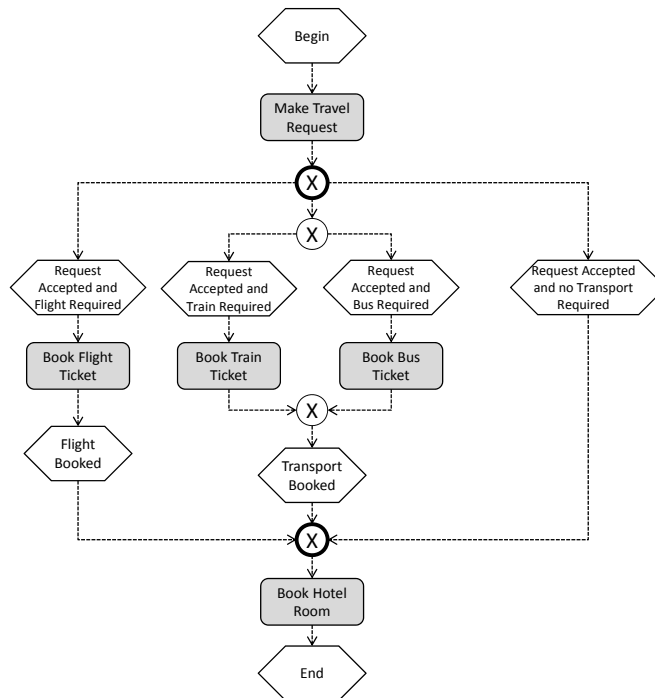 Begin
Make Travel
Request
X
X
Request
Accepted and
Flight Required
Request
Accepted and
Train Required
Request
Accepted and
Bus Required
Request Accepted
and no Transport
Required
Book Flight
Ticket
Book Train
Ticket
Book Bus
Ticket
X
Flight
Booked
Transport
Booked
X
Book Hotel
Room
End